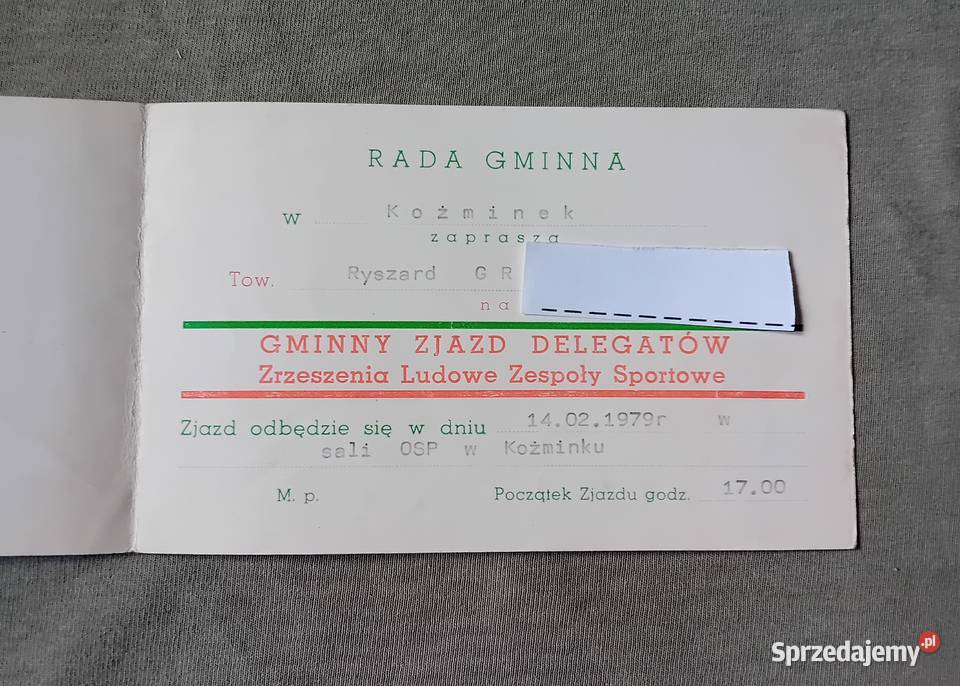 RADA GMINNA
w Koźminek
zaprasza
Tow. Ryszard GR
na
GMINNY ZJAZD DELEGATÓW
Zrzeszenia Ludowe Zespoły Sportowe
Zjazd odbędzie się w dniu 14.02.1979r w
sali OSP w Koźminku
M. p. Początek Zjazdu godz. 17.00
Sprzedajemy.pl